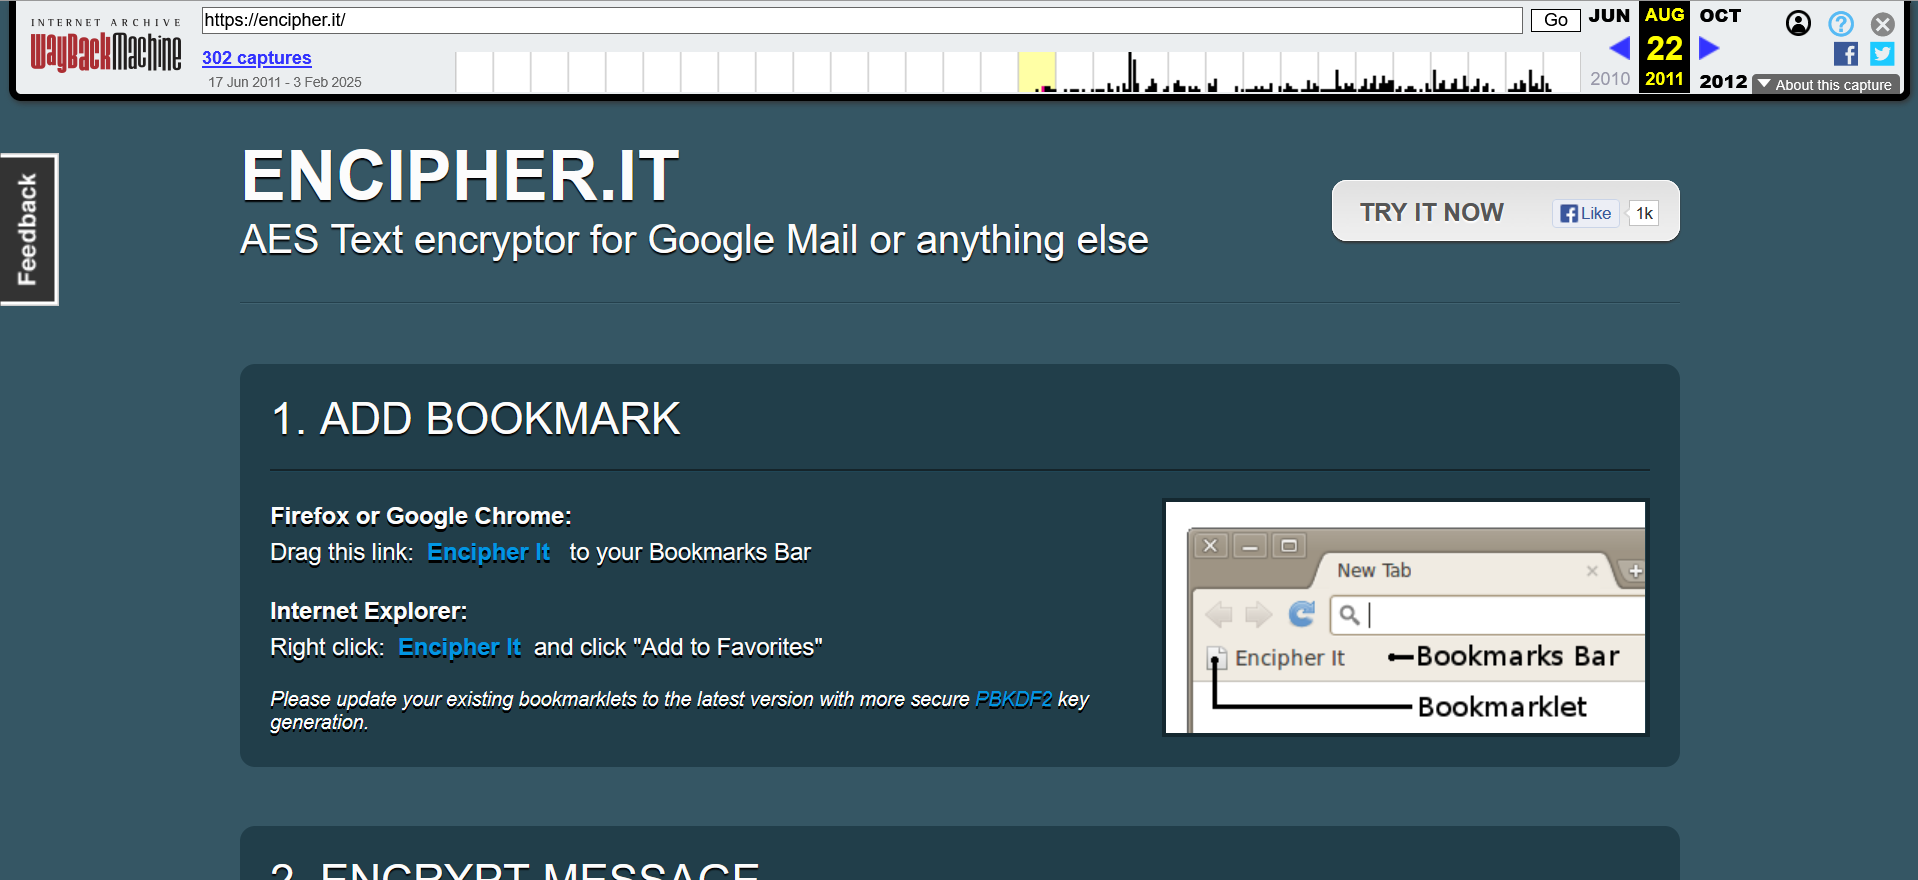 INTERNET ARCHIVE
WayBackMachine
https://encipher.it/
Go
302 captures
17 Jun 2011 - 3 Feb 2025
JUN
AUG
OCT
22
2010
2011
2012
f
About this capture
Feedback
ENCIPHER.IT
AES Text encryptor for Google Mail or anything else
TRY IT NOW
Like
1k
1. ADD BOOKMARK
Firefox or Google Chrome:
Drag this link: Encipher It to your Bookmarks Bar
Internet Explorer:
Right click: Encipher It and click "Add to Favorites"
Please update your existing bookmarklets to the latest version with more secure PBKDF2 key
generation.
New Tab
Encipher It
Bookmarks Bar
Bookmarklet
2. ENCRYPT MESSAGE